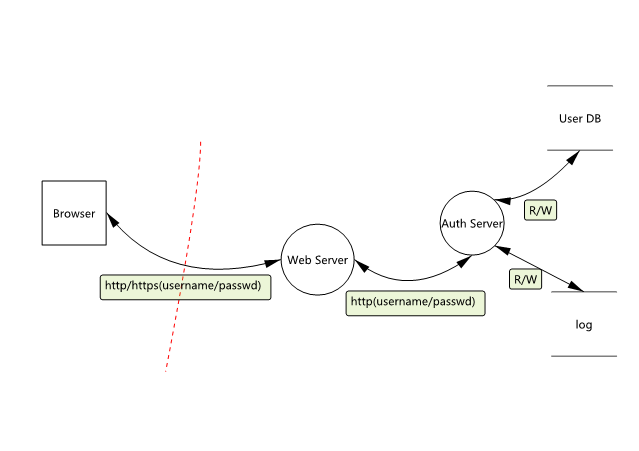 User DB
R/W
Browser
Auth Server
Web Server
http/https(username/passwd)
R/W
http(username/passwd)
log